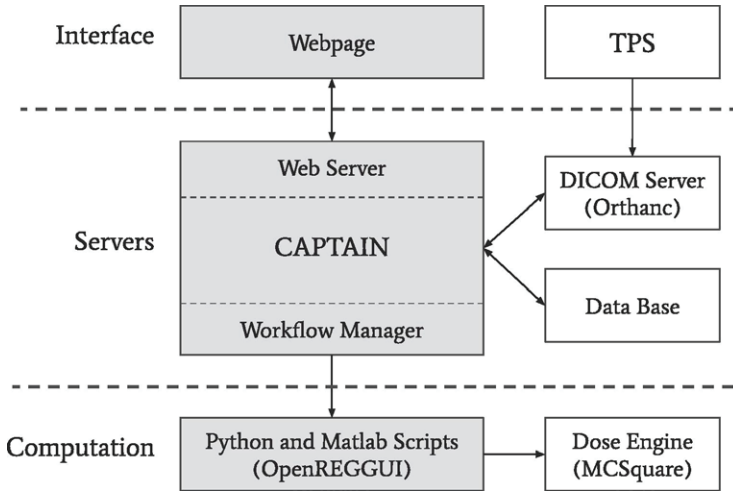 Interface
Webpage
TPS
Servers
Web Server
CAPTAIN
Workflow Manager
DICOM Server
(Orthanc)
Data Base
Computation
Python and Matlab Scripts
(OpenREGGUI)
Dose Engine
(MCSquare)